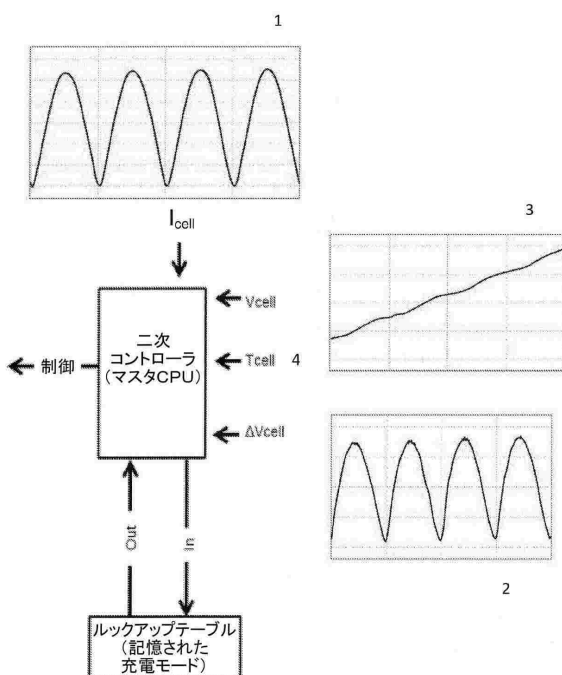 1
I_cell
3
Vcell
二次
コントローラ
(マスタCPU)
制御
Tcell
4
ΔVcell
2
Out
In
ルックアップテーブル
(記憶された
充電モード)